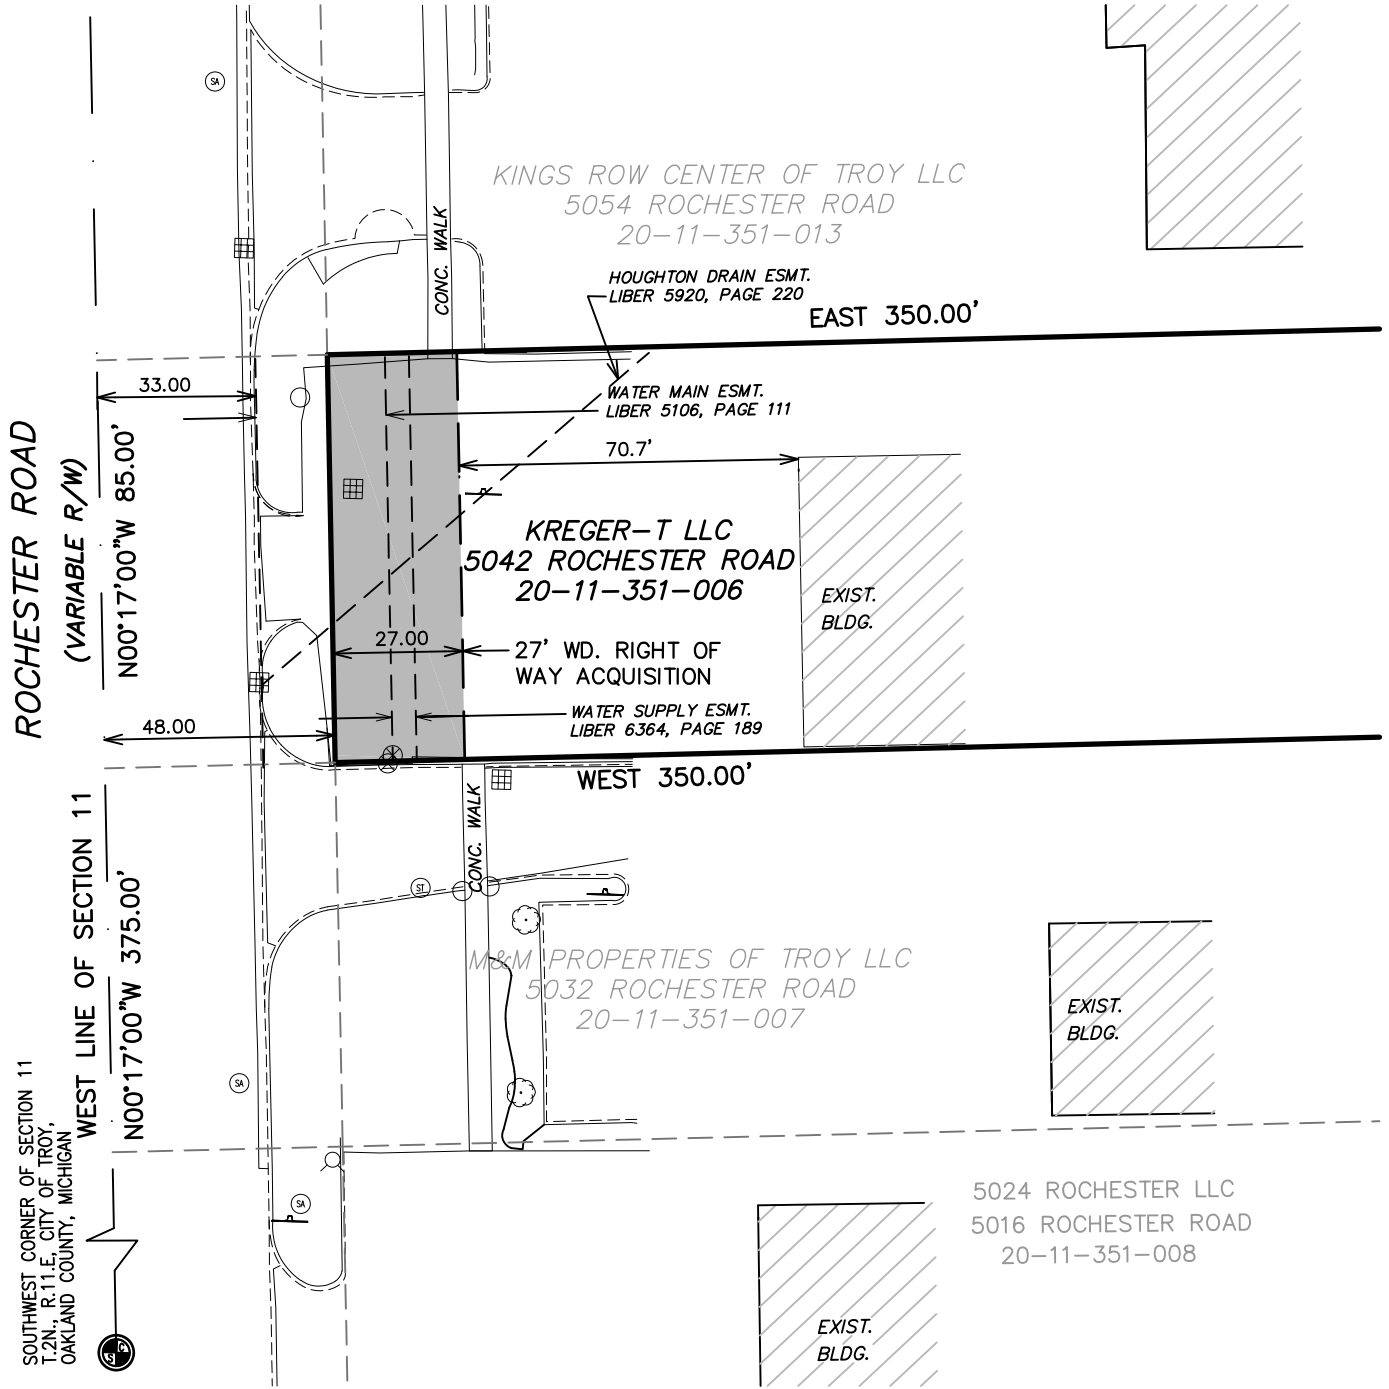 SA
KINGS ROW CENTER OF TROY LLC
5054 ROCHESTER ROAD
20-11-351-013
CONC. WALK
HOUGHTON DRAIN ESMT.
LIBER 5920, PAGE 220
EAST 350.00'
33.00
WATER MAIN ESMT.
LIBER 5106, PAGE 111
70.7'
ROCHESTER ROAD
(VARIABLE R/W)
N00°17'00"W 85.00'
KREGER-T LLC
5042 ROCHESTER ROAD
20-11-351-006
EXIST.
BLDG.
27.00
27' WD. RIGHT OF
WAY ACQUISITION
WATER SUPPLY ESMT.
LIBER 6364, PAGE 189
48.00
WEST 350.00'
CONC. WALK
WEST LINE OF SECTION 11
N00°17'00"W 375.00'
ST
M&M PROPERTIES OF TROY LLC
5032 ROCHESTER ROAD
20-11-351-007
EXIST.
BLDG.
SA
SOUTHWEST CORNER OF SECTION 11
T.2N., R.11.E, CITY OF TROY,
OAKLAND COUNTY, MICHIGAN
SA
5024 ROCHESTER LLC
5016 ROCHESTER ROAD
20-11-351-008
EXIST.
BLDG.
S C